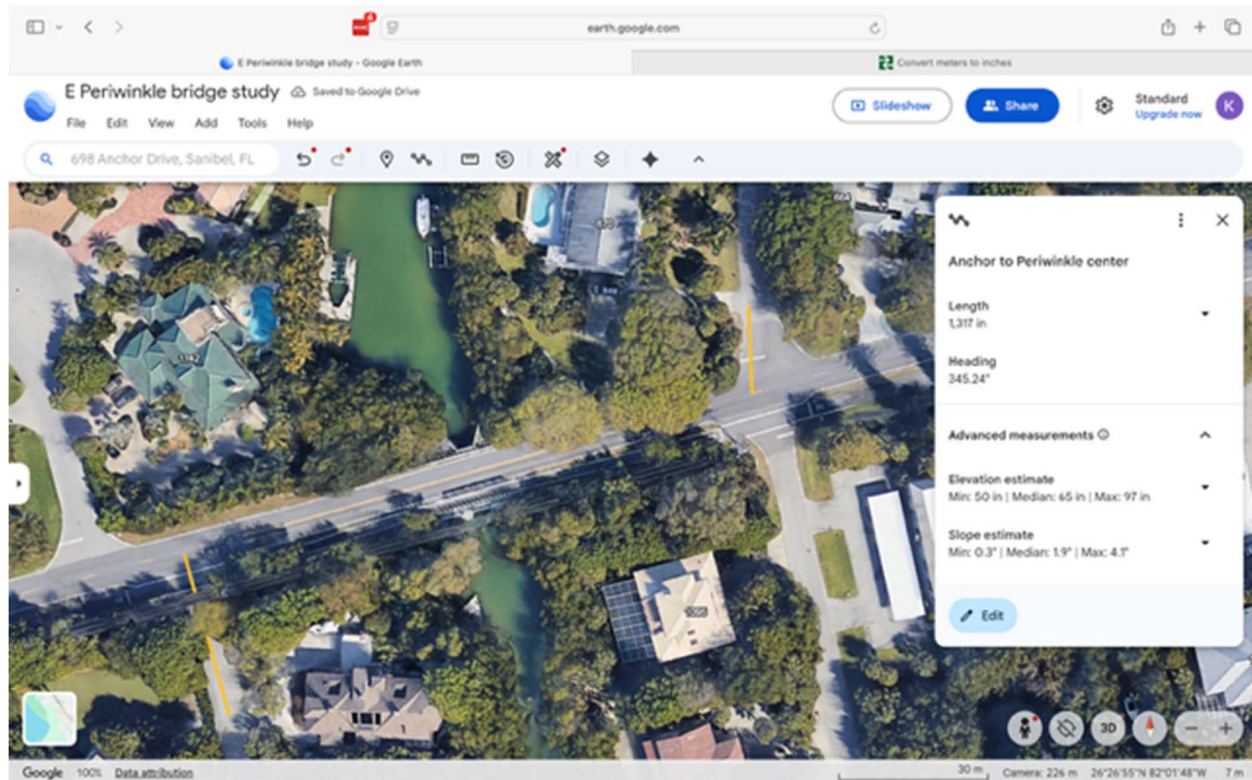 4
earth.google.com
E Periwinkle bridge study - Google Earth
Convert meters to inches
E Periwinkle bridge study
Saved to Google Drive
File Edit View Add Tools Help
Slideshow
Share
Standard
Upgrade now
K
698 Anchor Drive, Sanibel, FL
Anchor to Periwinkle center
Length
1,317 in
Heading
345.24°
Advanced measurements
Elevation estimate
Min: 50 in | Median: 65 in | Max: 97 in
Slope estimate
Min: 0.3° | Median: 1.9° | Max: 4.1°
Edit
3D
Google 100% Data attribution
30 m Camera: 226 m 26°26'55"N 82°01'48"W 7 m